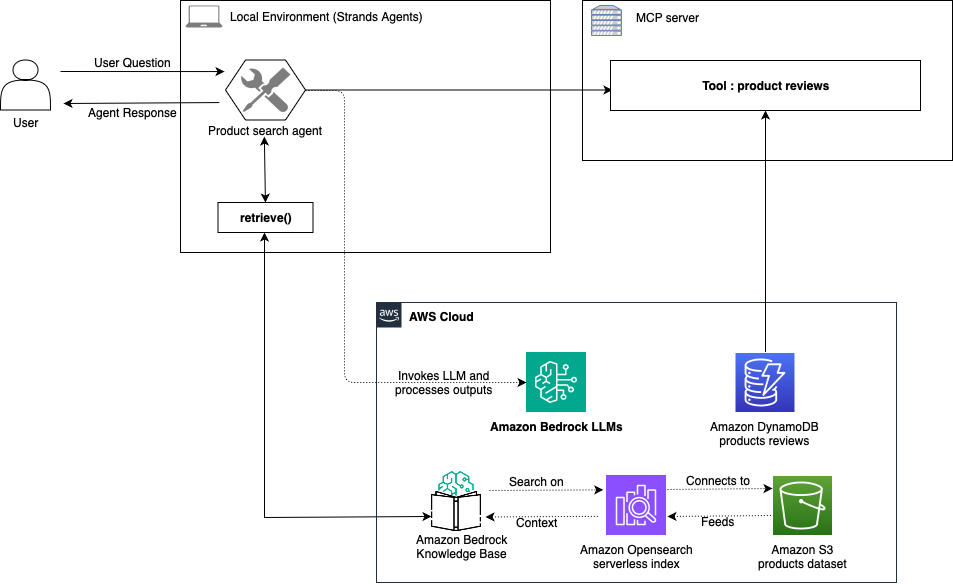 Local Environment (Strands Agents)
MCP server
User Question
Agent Response
User
Product search agent
Tool : product reviews
retrieve()
aws
AWS Cloud
Invokes LLM and
processes outputs
Amazon Bedrock LLMs
Amazon DynamoDB
products reviews
Search on
Context
Connects to
Feeds
Amazon Bedrock
Knowledge Base
Amazon Opensearch
serverless index
Amazon S3
products dataset